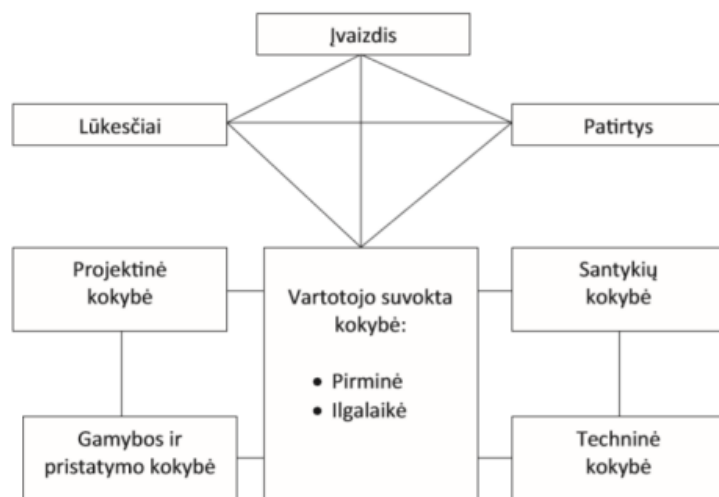 Įvaizdis
Lūkesčiai
Patirtys
Projektinė
kokybė
Vartotojo suvokta
kokybė:
• Pirminė
• Ilgalaikė
Santykių
kokybė
Gamybos ir
pristatymo kokybė
Techninė
kokybė